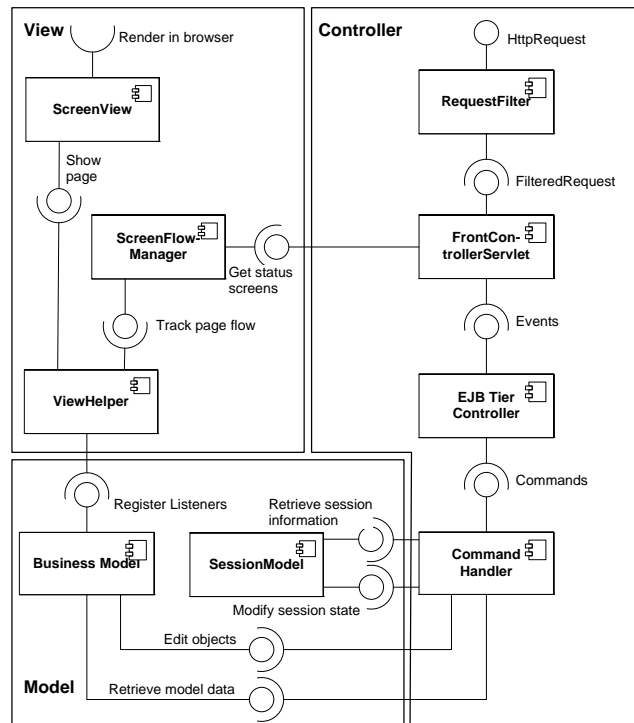 View
Render in browser
ScreenView
Show
page
ScreenFlow-
Manager
Get status
screens
Track page flow
ViewHelper
Controller
HttpRequest
RequestFilter
FilteredRequest
FrontCon-
trollerServlet
Events
EJB Tier
Controller
Commands
Command
Handler
Register Listeners
Retrieve session
information
Business Model
SessionModel
Modify session state
Edit objects
Model
Retrieve model data